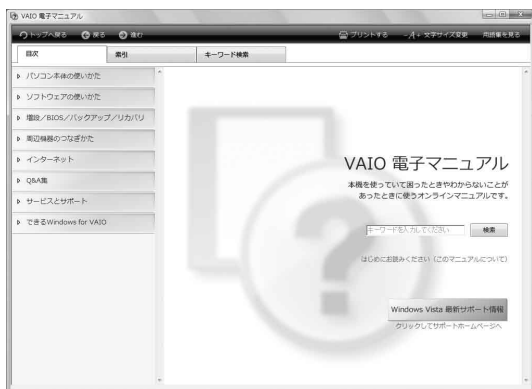 VAIO 電子マニュアル
トップへ戻る 戻る 進む プリントする -A+ 文字サイズ変更 用語集を見る
目次 索引 キーワード検索
パソコン本体の使いかた
ソフトウェアの使いかた
増設/BIOS/バックアップ/リカバリ
周辺機器のつなぎかた
インターネット
Q&A集
サービスとサポート
できるWindows for VAIO
VAIO 電子マニュアル
本機を使っていて困ったときやわからないことが
あったときに使うオンラインマニュアルです。
キーワードを入力してください 検索
はじめにお読みください（このマニュアルについて）
Windows Vista 最新サポート情報
クリックしてサポートホームページへ